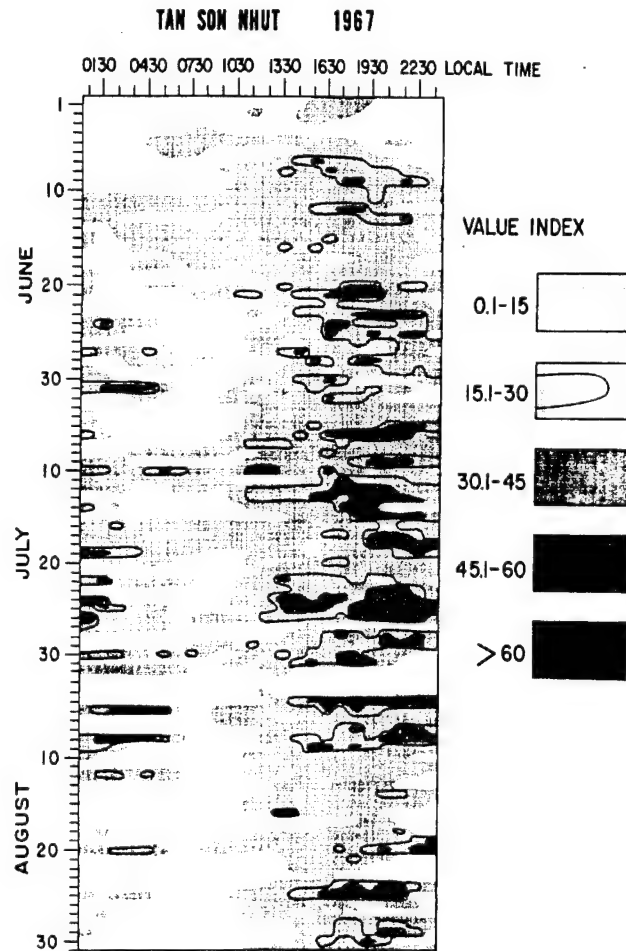 TAN SON NHUT 1967
0130 0430 0730 1030 1330 1630 1930 2230 LOCAL TIME
1
10
JUNE
20
30
10
JULY
20
30
10
AUGUST
20
30
VALUE INDEX
0.1-15
15.1-30
30.1-45
45.1-60
>60